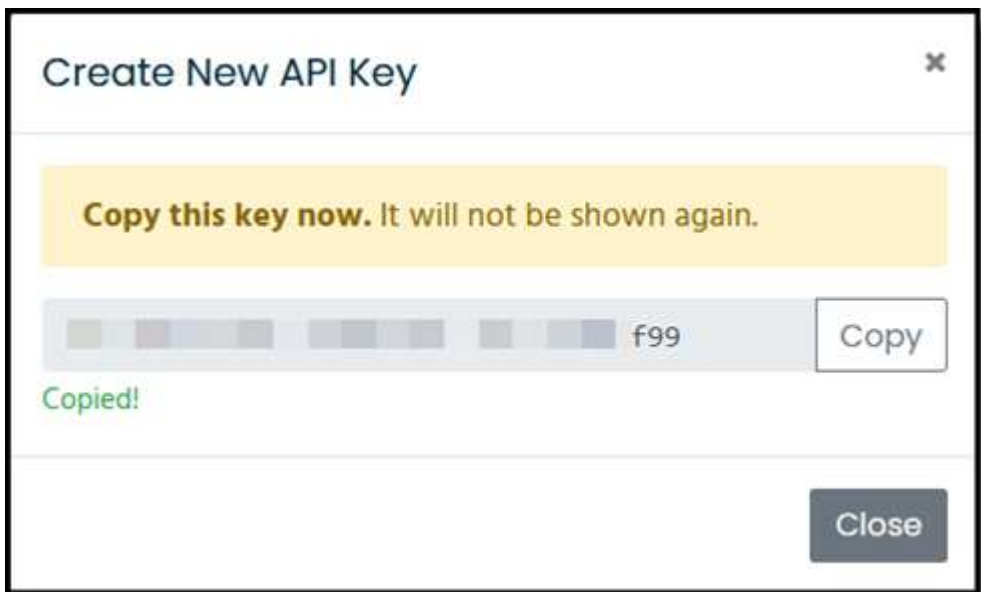 Create New API Key
×
Copy this key now. It will not be shown again.
f99
Copy
Copied!
Close